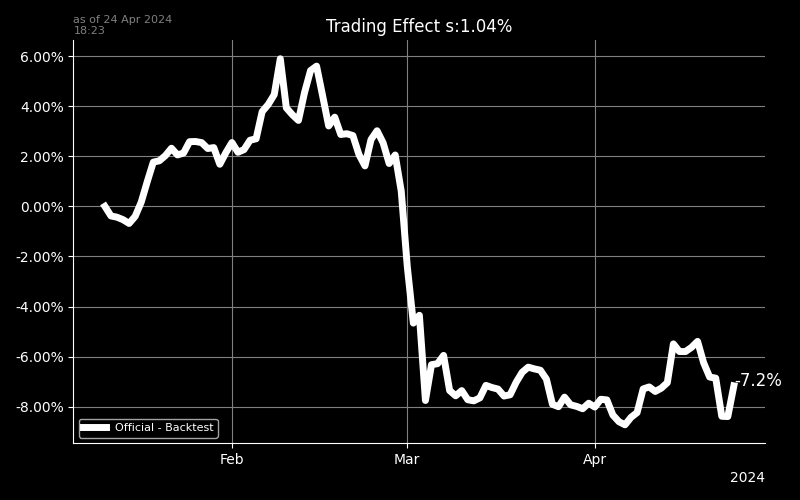 as of 24 Apr 2024
18:23
Trading Effect s:1.04%
6.00%
4.00%
2.00%
0.00%
-2.00%
-4.00%
-6.00%
-8.00%
-7.2%
Official - Backtest
Feb
Mar
Apr
2024